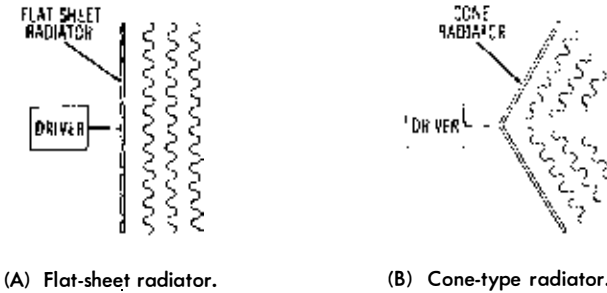 FLAT SHEET
RADIATOR
DRIVER
CONE
RADIATOR
DRIVER
(A) Flat-sheet radiator.
(B) Cone-type radiator.